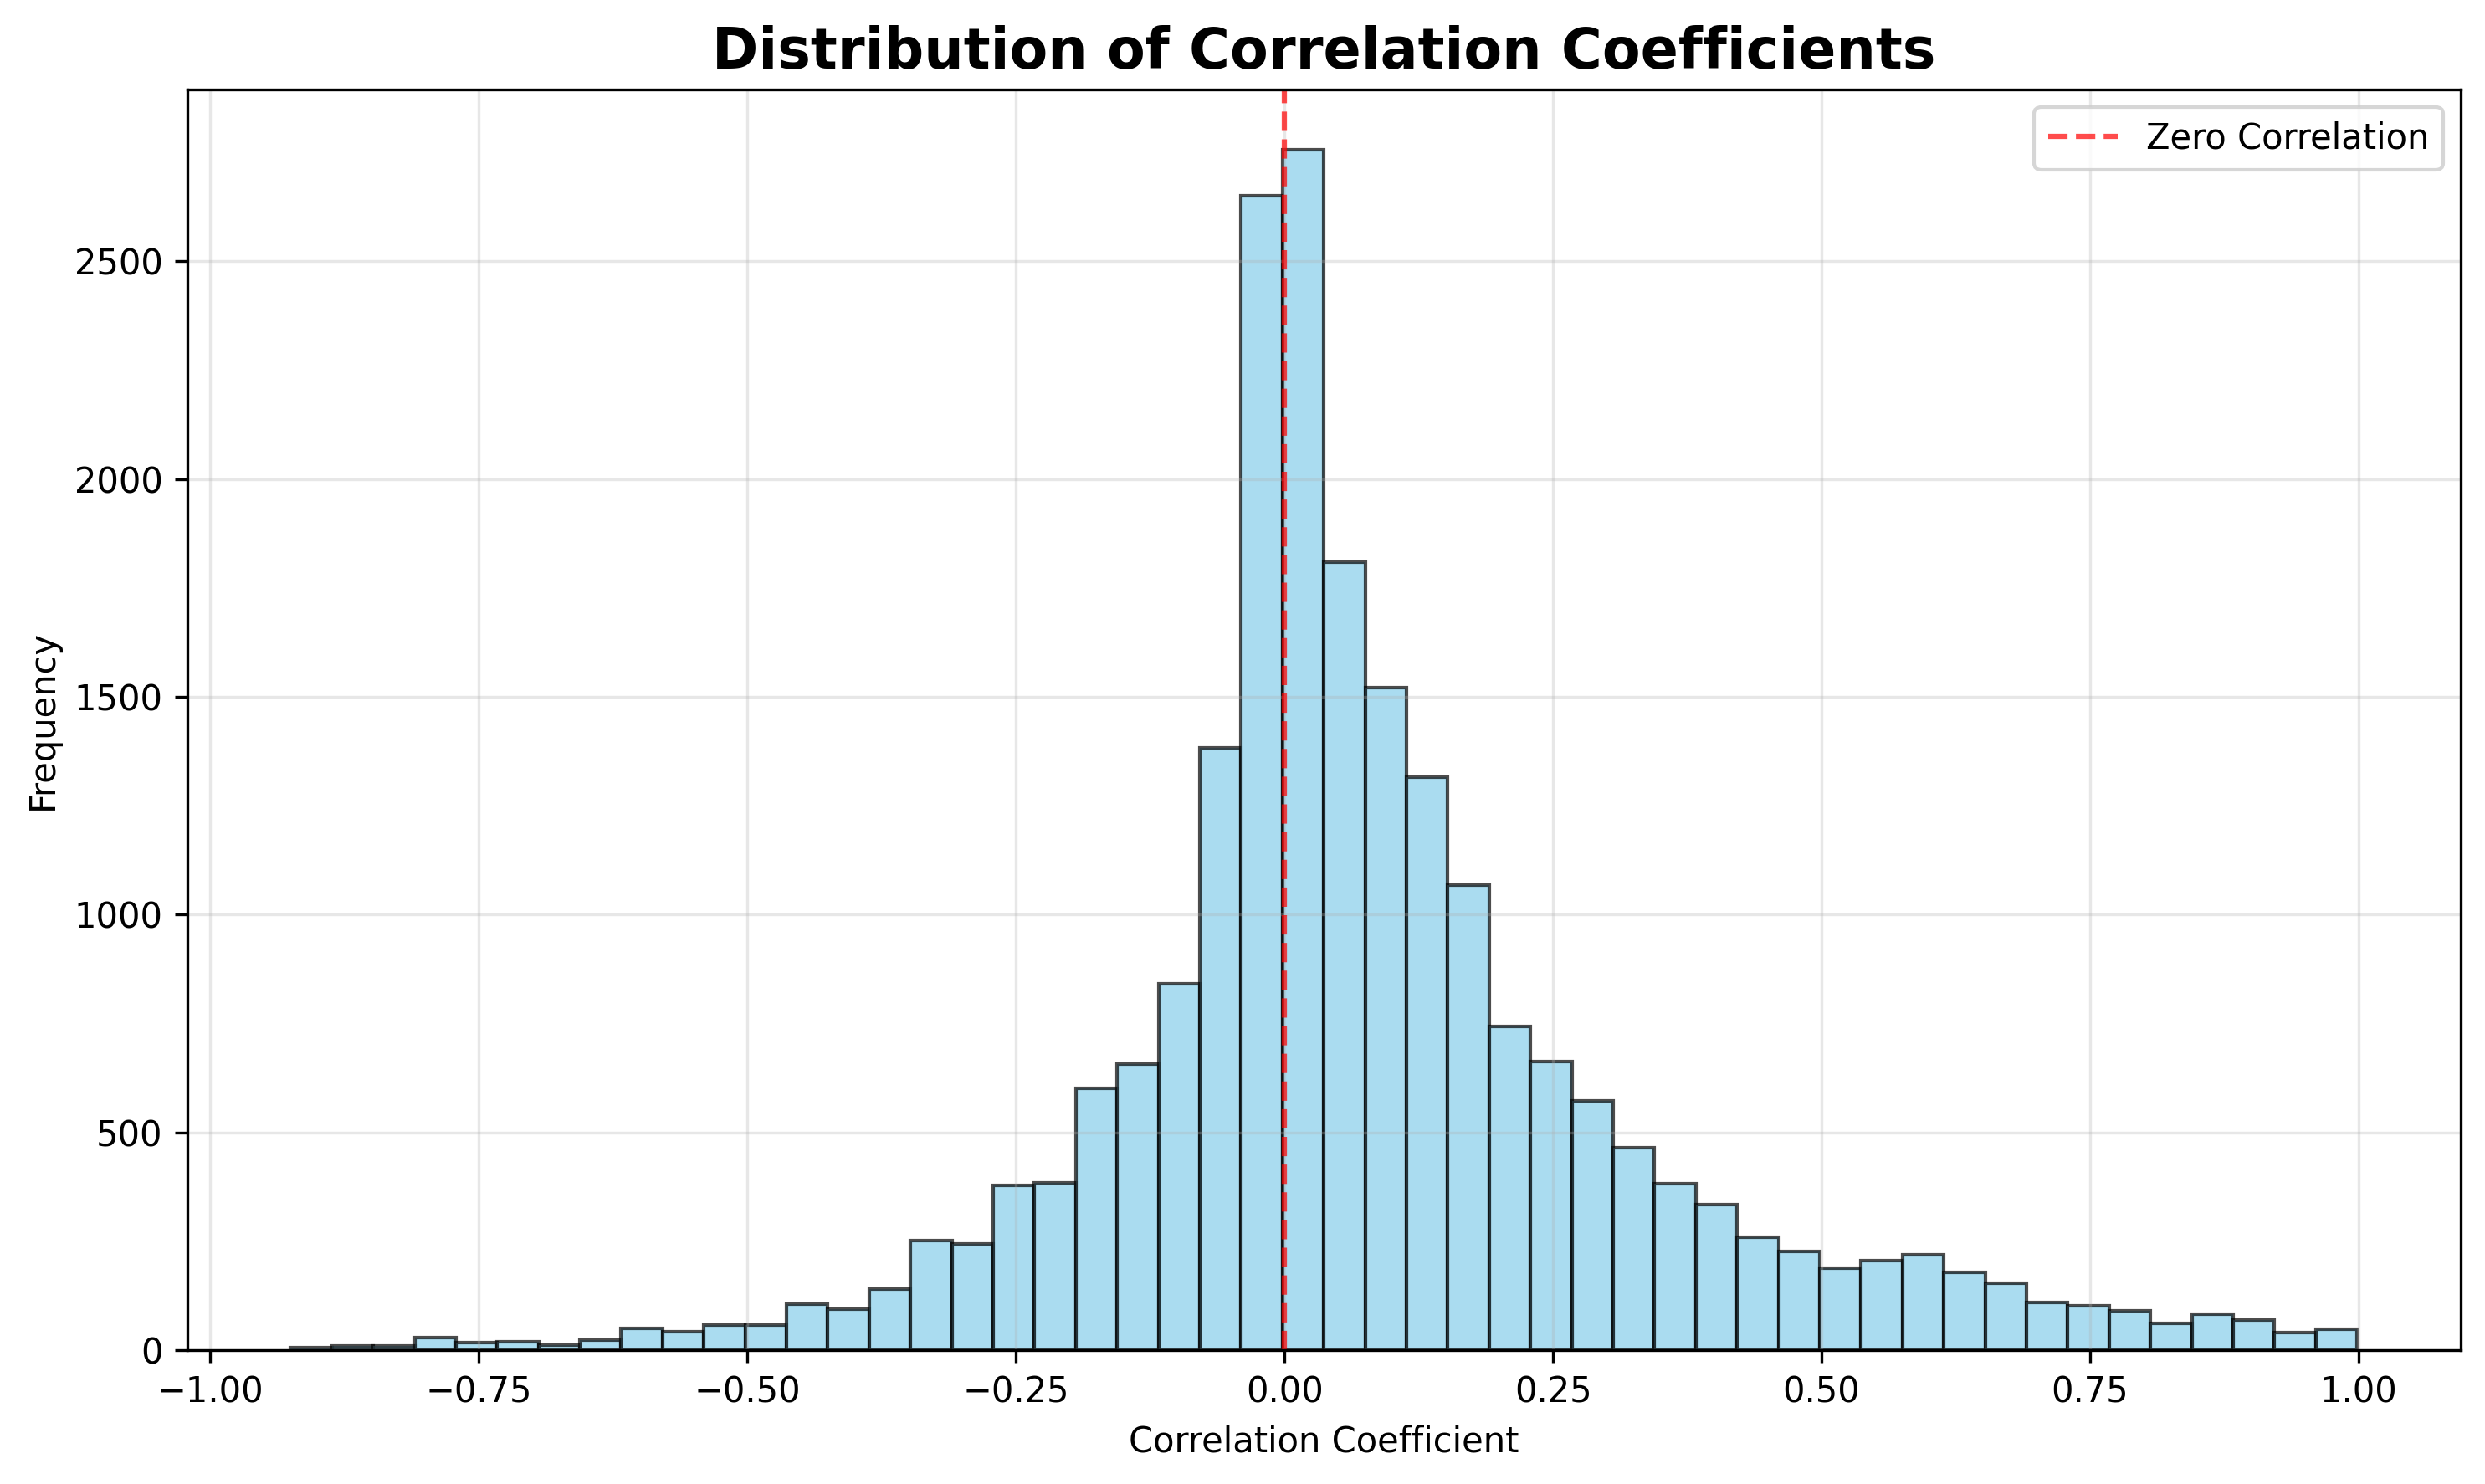 Distribution of Correlation Coefficients
Zero Correlation
Frequency
2500
2000
1500
1000
500
0
−1.00 −0.75 −0.50 −0.25 0.00 0.25 0.50 0.75 1.00
Correlation Coefficient